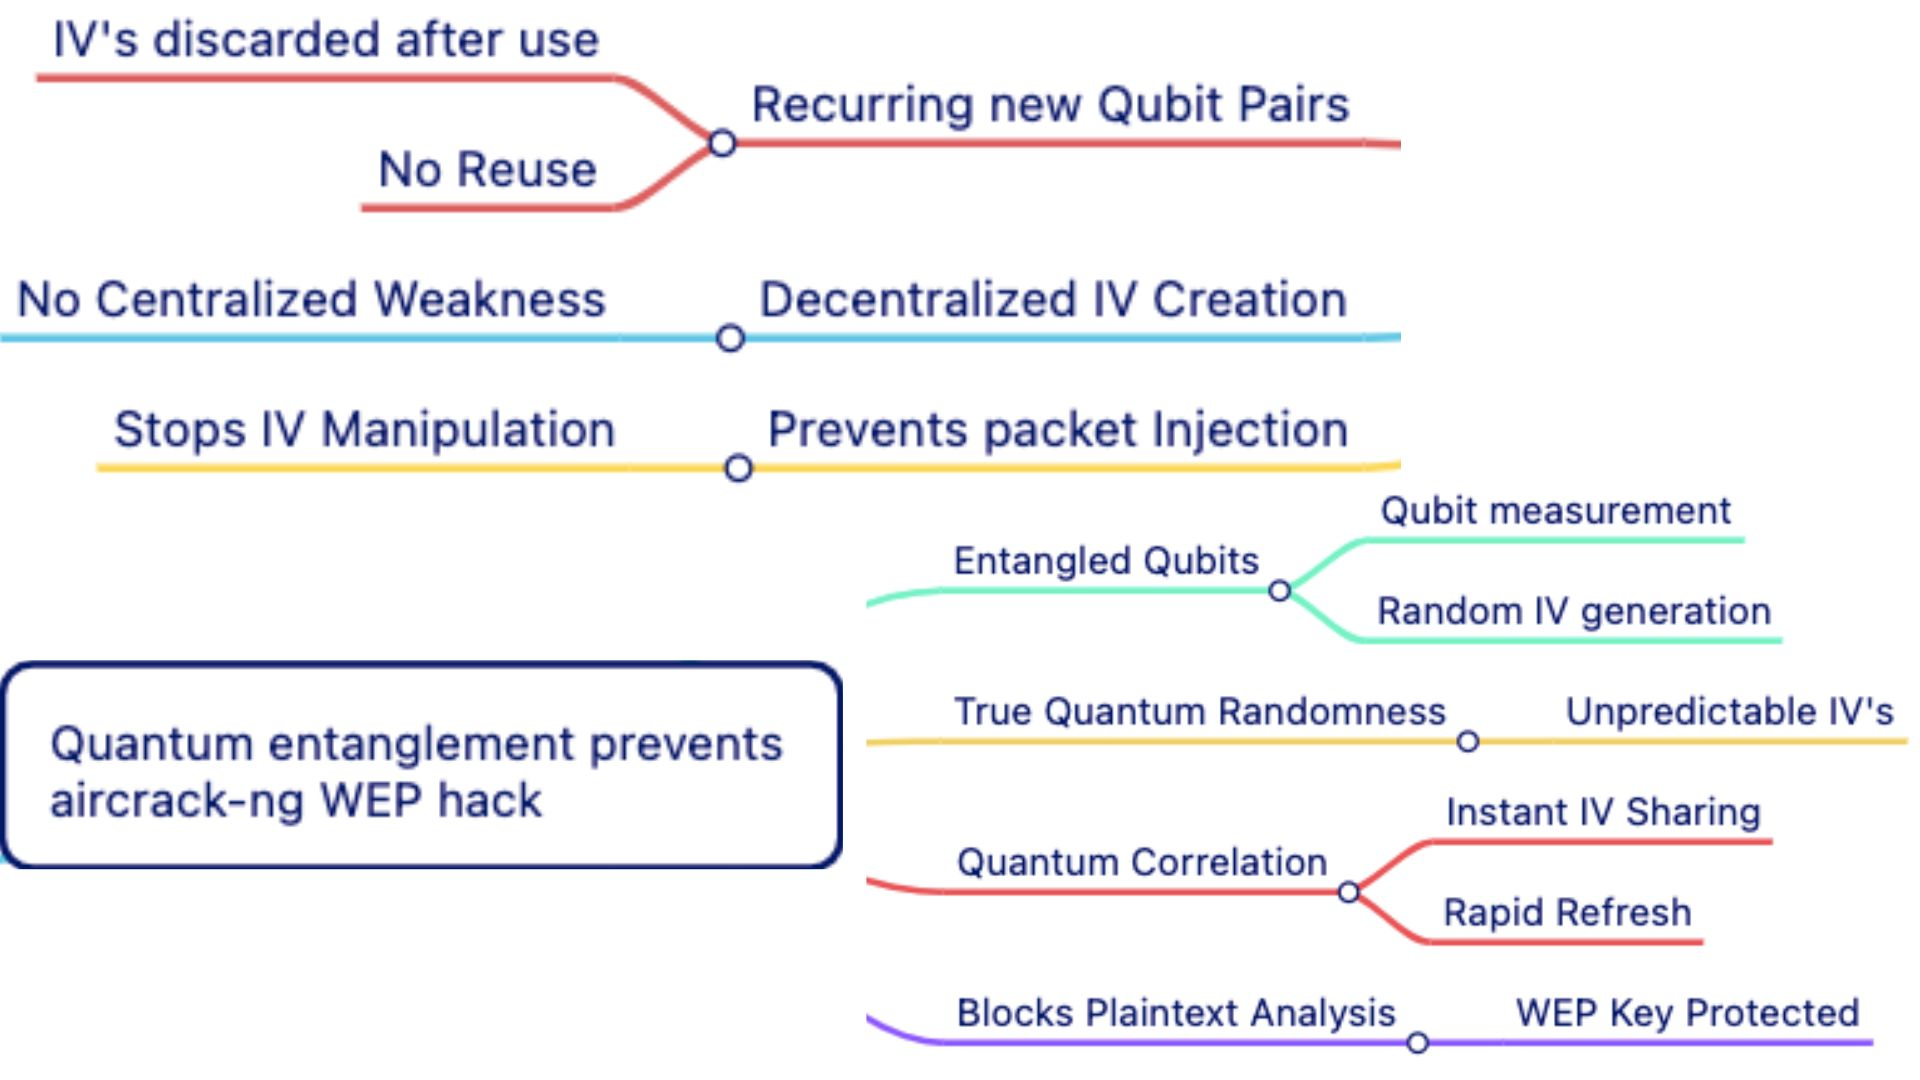 IV's discarded after use
Recurring new Qubit Pairs
No Reuse
No Centralized Weakness
Decentralized IV Creation
Stops IV Manipulation
Prevents packet Injection
Qubit measurement
Entangled Qubits
Random IV generation
Quantum entanglement prevents
aircrack-ng WEP hack
True Quantum Randomness
Unpredictable IV's
Instant IV Sharing
Quantum Correlation
Rapid Refresh
Blocks Plaintext Analysis
WEP Key Protected